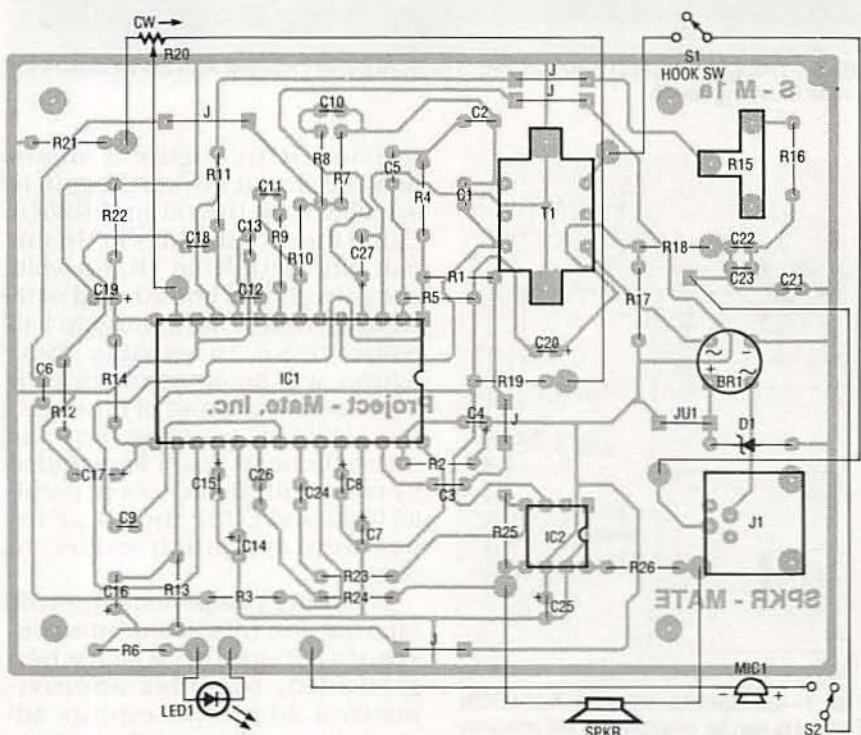 CW
R20
S1
HOOK SW
J
J
J
S - M 1a
C10
C2
R21
R8
R7
C5
R15
R16
R11
R4
C11
C1
T1
R22
C13
R9
C18
R10
C27
R18
C22
C23
C21
R1
R17
C19
C12
R5
C20
IC1
BR1
~
-
+
~
C6
R14
R19
Project - Mate, Inc.
R12
C4
J
JU1
D1
C17
C15
C26
C24
C8
R2
C3
J1
C9
C14
C7
R25
IC2
R23
R26
C16
R13
R3
R24
C25
SPKR - MATE
R6
J
LED1
SPKR
MIC1
-
+
S2